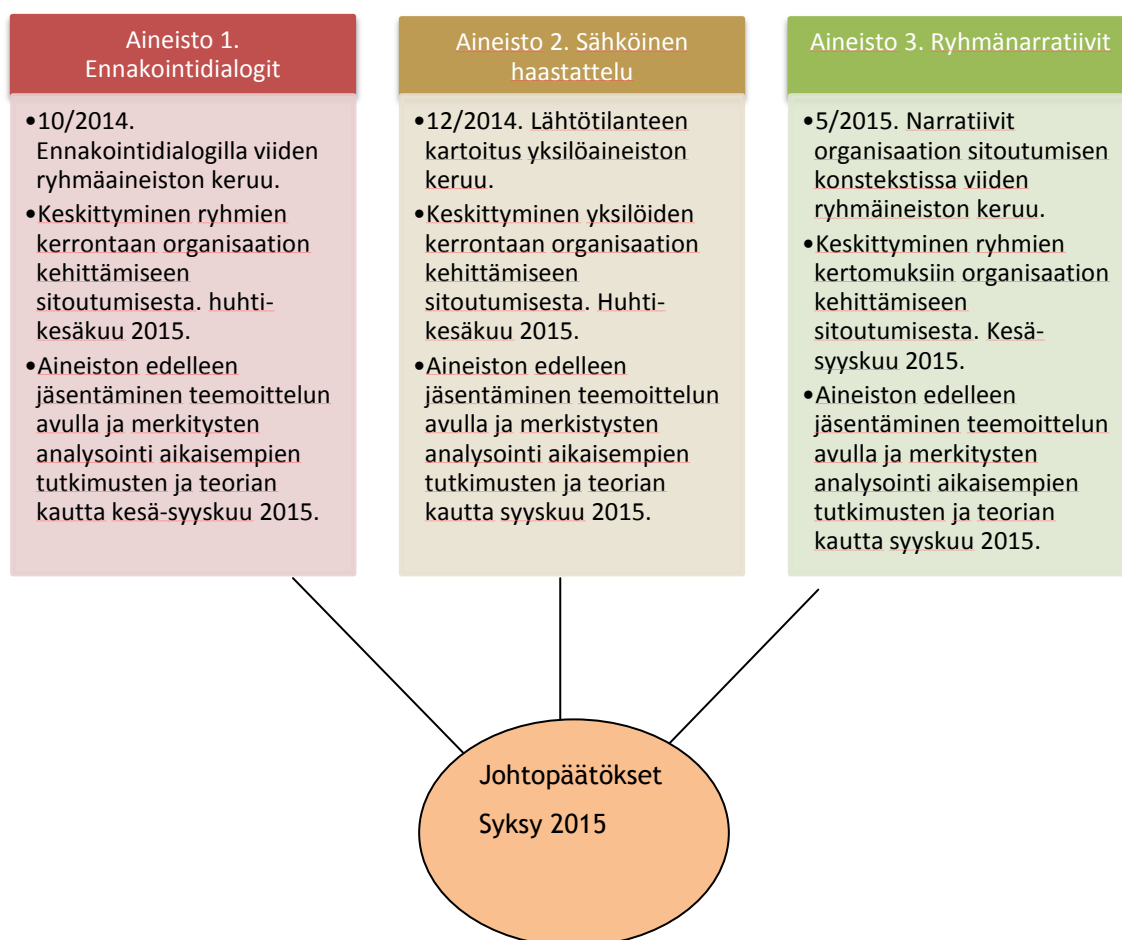 Aineisto 1.
Ennakointidialogit
•10/2014.
Ennakointidialogilla viiden
ryhmäaineiston keruu.
•Keskittyminen ryhmien
kerrontaan organisaation
kehittämiseen
sitoutumisesta. huhti-
kesäkuu 2015.
•Aineiston edelleen
jäsentäminen teemoittelun
avulla ja merkitysten
analysointi aikaisempien
tutkimusten ja teorian
kautta kesä-syyskuu 2015.
Aineisto 2. Sähköinen
haastattelu
•12/2014. Lähtötilanteen
kartoitus yksilöaineiston
keruu.
•Keskittyminen yksilöiden
kerrontaan organisaation
kehittämiseen
sitoutumisesta. Huhti-
kesäkuu 2015.
•Aineiston edelleen
jäsentäminen teemoittelun
avulla ja merkistysten
analysointi aikaisempien
tutkimusten ja teorian
kautta syyskuu 2015.
Aineisto 3. Ryhmänarratiivit
•5/2015. Narratiivit
organisaation sitoutumisen
konstekstissa viiden
ryhmäineiston keruu.
•Keskittyminen ryhmien
kertomuksiin organisaation
kehittämiseen
sitoutumisesta. Kesä-
syyskuu 2015.
•Aineiston edelleen
jäsentäminen teemoittelun
avulla ja merkitysten
analysointi aikaisempien
tutkimusten ja teorian
kautta syyskuu 2015.
Johtopäätökset
Syksy 2015